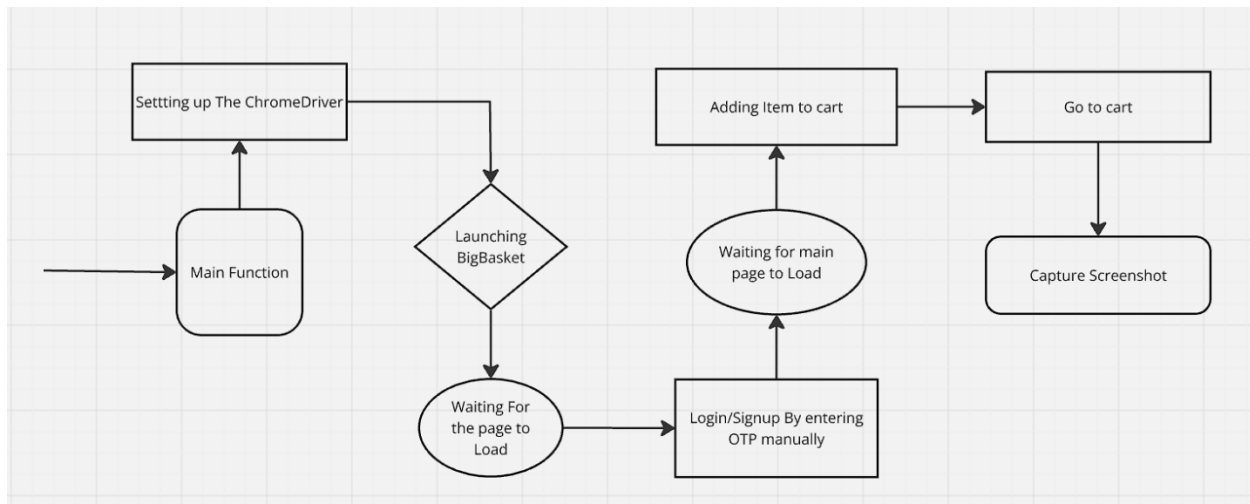 Settting up The ChromeDriver
Main Function
Launching
BigBasket
Waiting For
the page to
Load
Login/Signup By entering
OTP manually
Waiting for main
page to Load
Adding Item to cart
Go to cart
Capture Screenshot